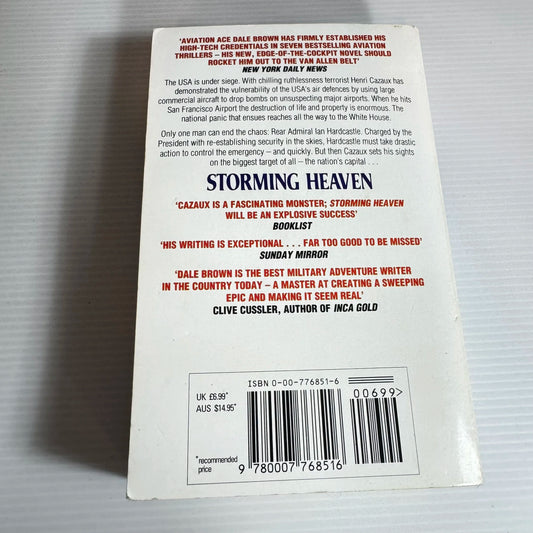 'AVIATION ACE DALE BROWN HAS FIRMLY ESTABLISHED HIS
HIGH-TECH CREDENTIALS IN SEVEN BESTSELLING AVIATION
THRILLERS – HIS NEW, EDGE-OF-THE-COCKPIT NOVEL SHOULD
ROCKET HIM OUT TO THE VAN ALLEN BELT'
NEW YORK DAILY NEWS
The USA is under siege. With chilling ruthlessness terrorist Henri Cazaux has
demonstrated the vulnerability of the USA's air defences by using large
commercial aircraft to drop bombs on unsuspecting major airports. When he hits
San Francisco Airport the destruction of life and property is enormous. The
national panic that ensues reaches all the way to the White House.
Only one man can end the chaos: Rear Admiral Ian Hardcastle. Charged by the
President with re-establishing security in the skies, Hardcastle must take drastic
action to control the emergency – and quickly. But then Cazaux sets his sights
on the biggest target of all – the nation's capital . . .
STORMING HEAVEN
'CAZAUX IS A FASCINATING MONSTER; STORMING HEAVEN
WILL BE AN EXPLOSIVE SUCCESS'
BOOKLIST
'HIS WRITING IS EXCEPTIONAL . . . FAR TOO GOOD TO BE MISSED'
SUNDAY MIRROR
'DALE BROWN IS THE BEST MILITARY ADVENTURE WRITER
IN THE COUNTRY TODAY – A MASTER AT CREATING A SWEEPING
EPIC AND MAKING IT SEEM REAL'
CLIVE CUSSLER, AUTHOR OF INCA GOLD
ISBN 0-00-776851-6
UK £6.99*
AUS $14.95*
00699>
*recommended
price
9 780007 768516